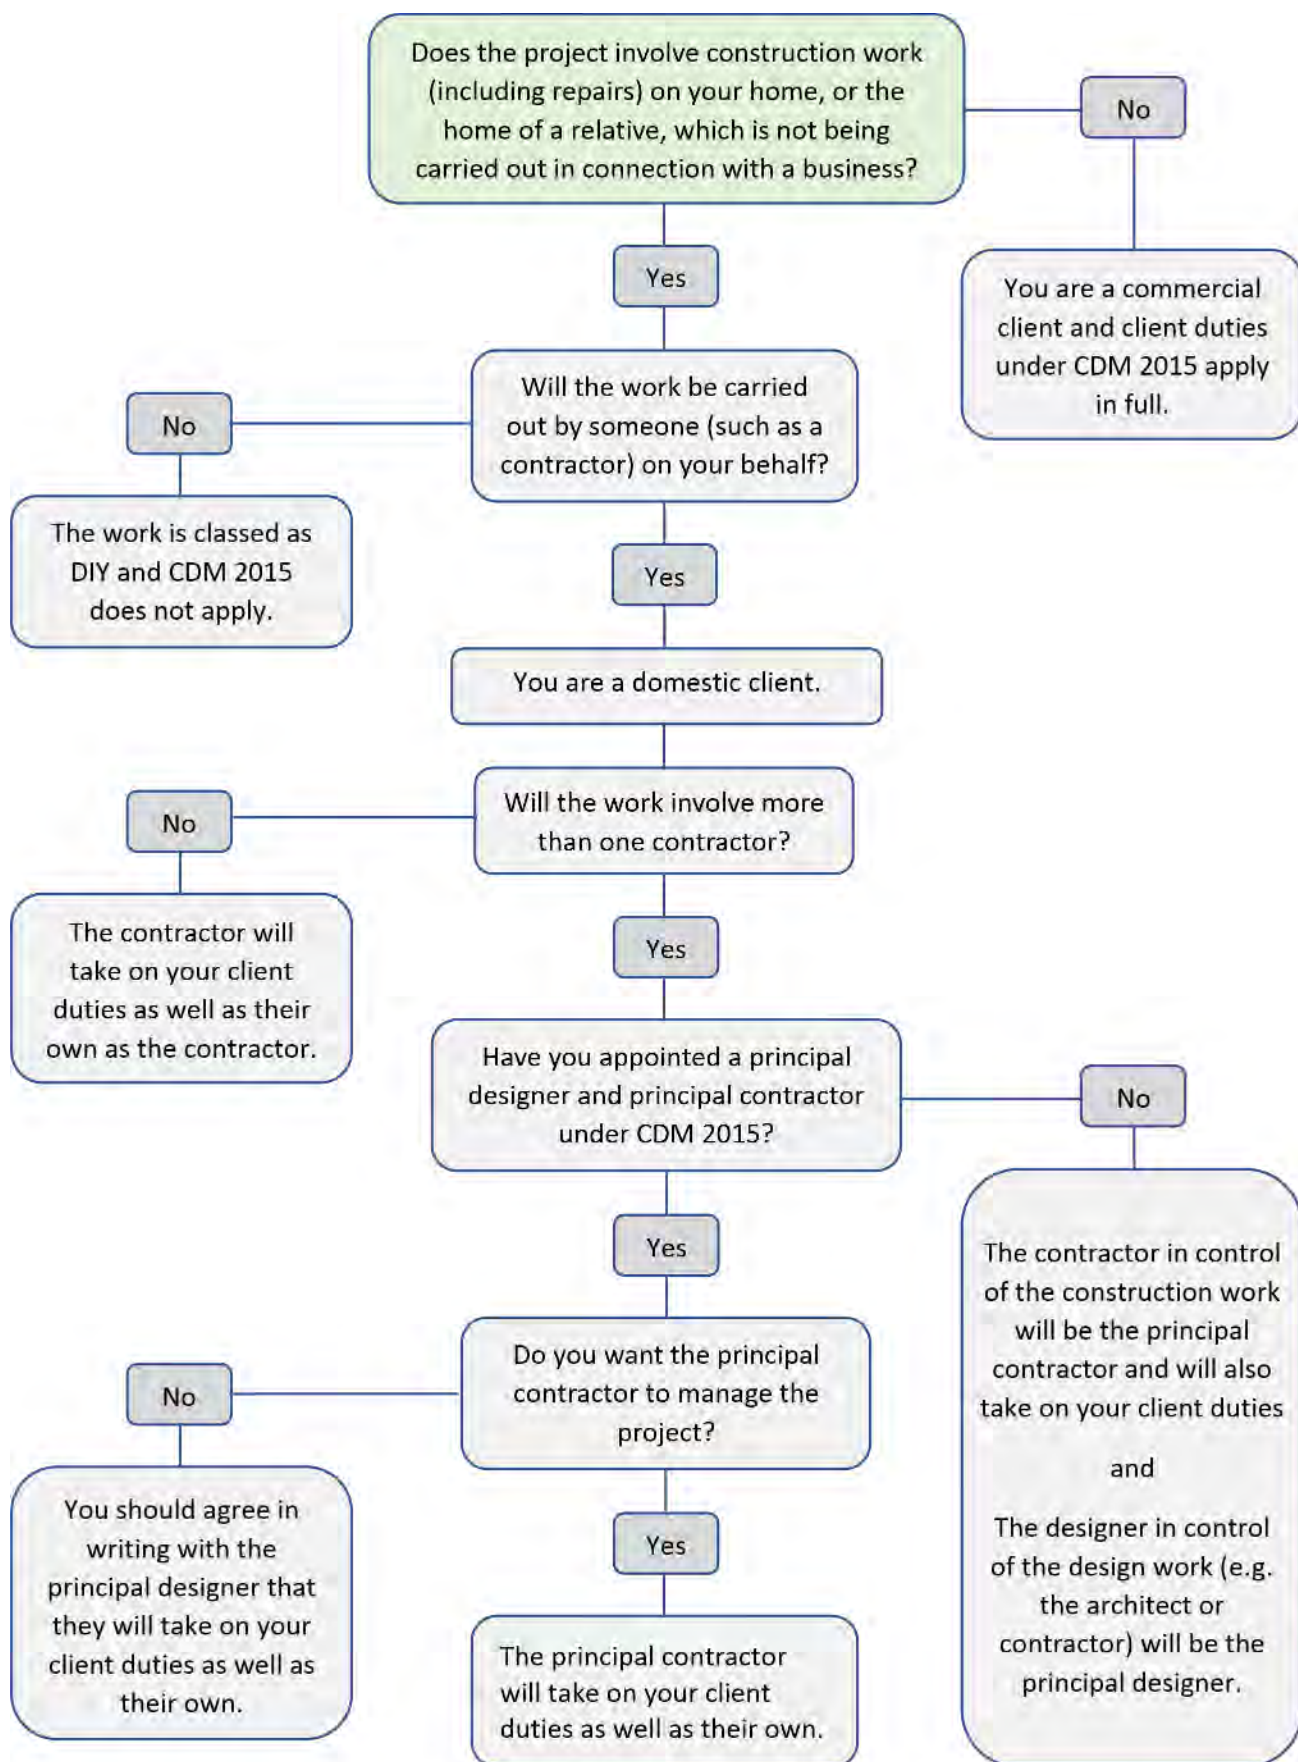 Does the project involve construction work
(including repairs) on your home, or the
home of a relative, which is not being
carried out in connection with a business?
No
You are a commercial
client and client duties
under CDM 2015 apply
in full.
Yes
Will the work be carried
out by someone (such as a
contractor) on your behalf?
No
The work is classed as
DIY and CDM 2015
does not apply.
Yes
You are a domestic client.
Will the work involve more
than one contractor?
No
The contractor will
take on your client
duties as well as their
own as the contractor.
Yes
Have you appointed a principal
designer and principal contractor
under CDM 2015?
No
The contractor in control
of the construction work
will be the principal
contractor and will also
take on your client duties
and
The designer in control
of the design work (e.g.
the architect or
contractor) will be the
principal designer.
Yes
Do you want the principal
contractor to manage the
project?
No
You should agree in
writing with the
principal designer that
they will take on your
client duties as well as
their own.
Yes
The principal contractor
will take on your client
duties as well as their own.